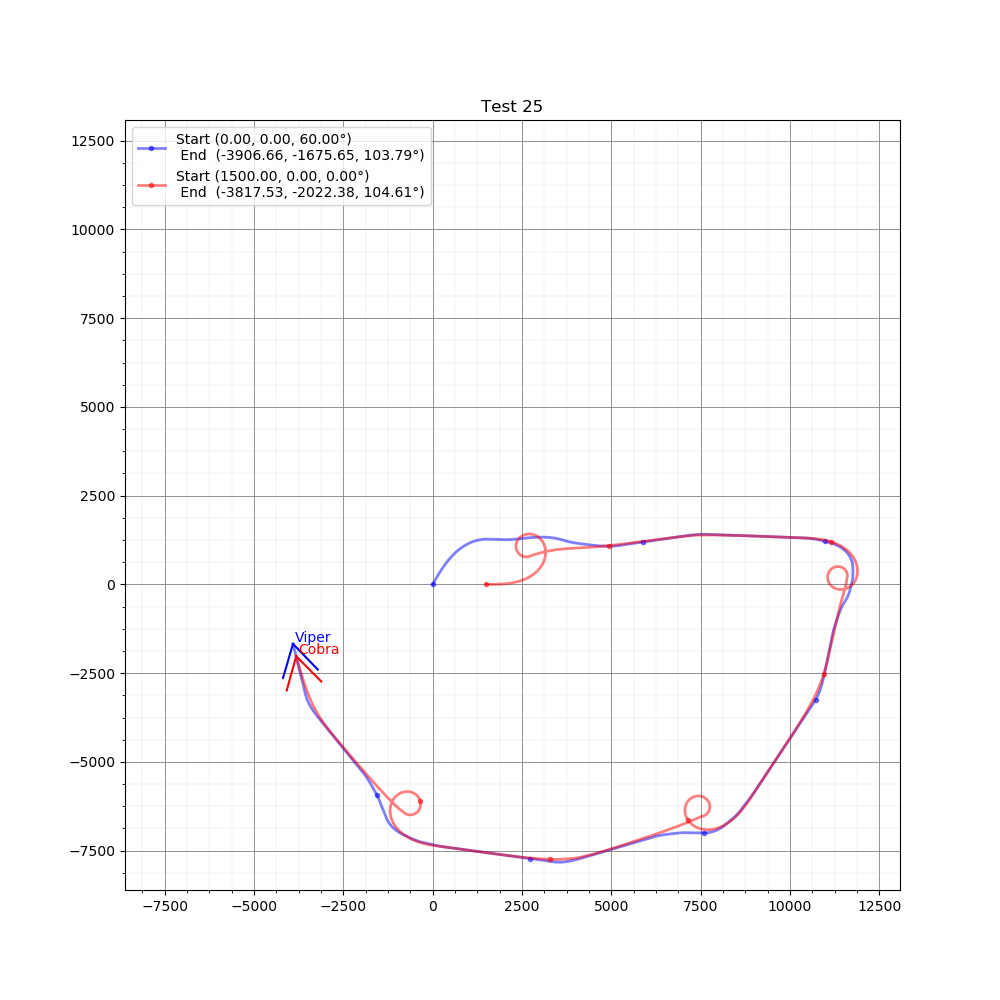 Test 25
Start (0.00, 0.00, 60.00°)
End (-3906.66, -1675.65, 103.79°)
Start (1500.00, 0.00, 0.00°)
End (-3817.53, -2022.38, 104.61°)
12500
10000
7500
5000
2500
0
Viper
Cobra
−2500
−5000
−7500
−7500 −5000 −2500 0 2500 5000 7500 10000 12500